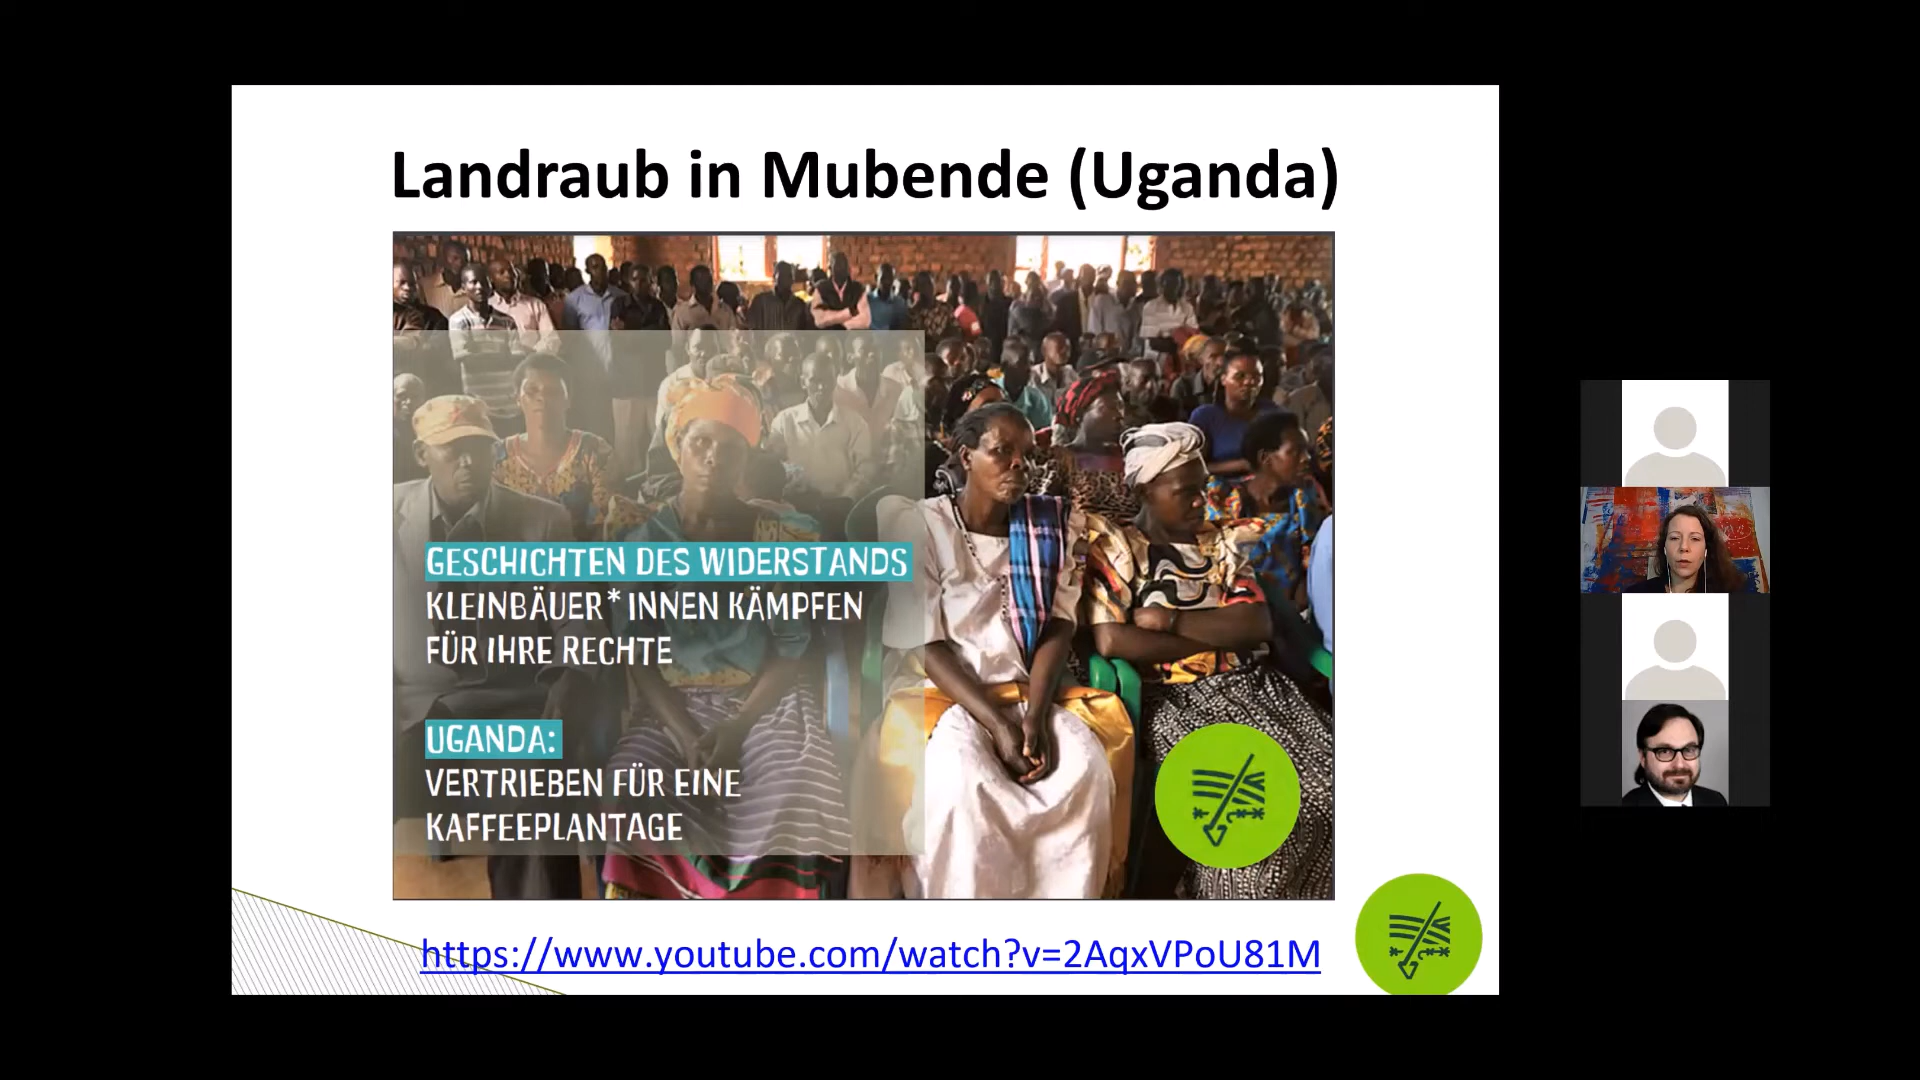 Landraub in Mubende (Uganda)
GESCHICHTEN DES WIDERSTANDS
KLEINBÄUER*INNEN KÄMPFEN
FÜR IHRE RECHTE
UGANDA:
VERTRIEBEN FÜR EINE
KAFFEEPLANTAGE
https://www.youtube.com/watch?v=2AqxVPoU81M